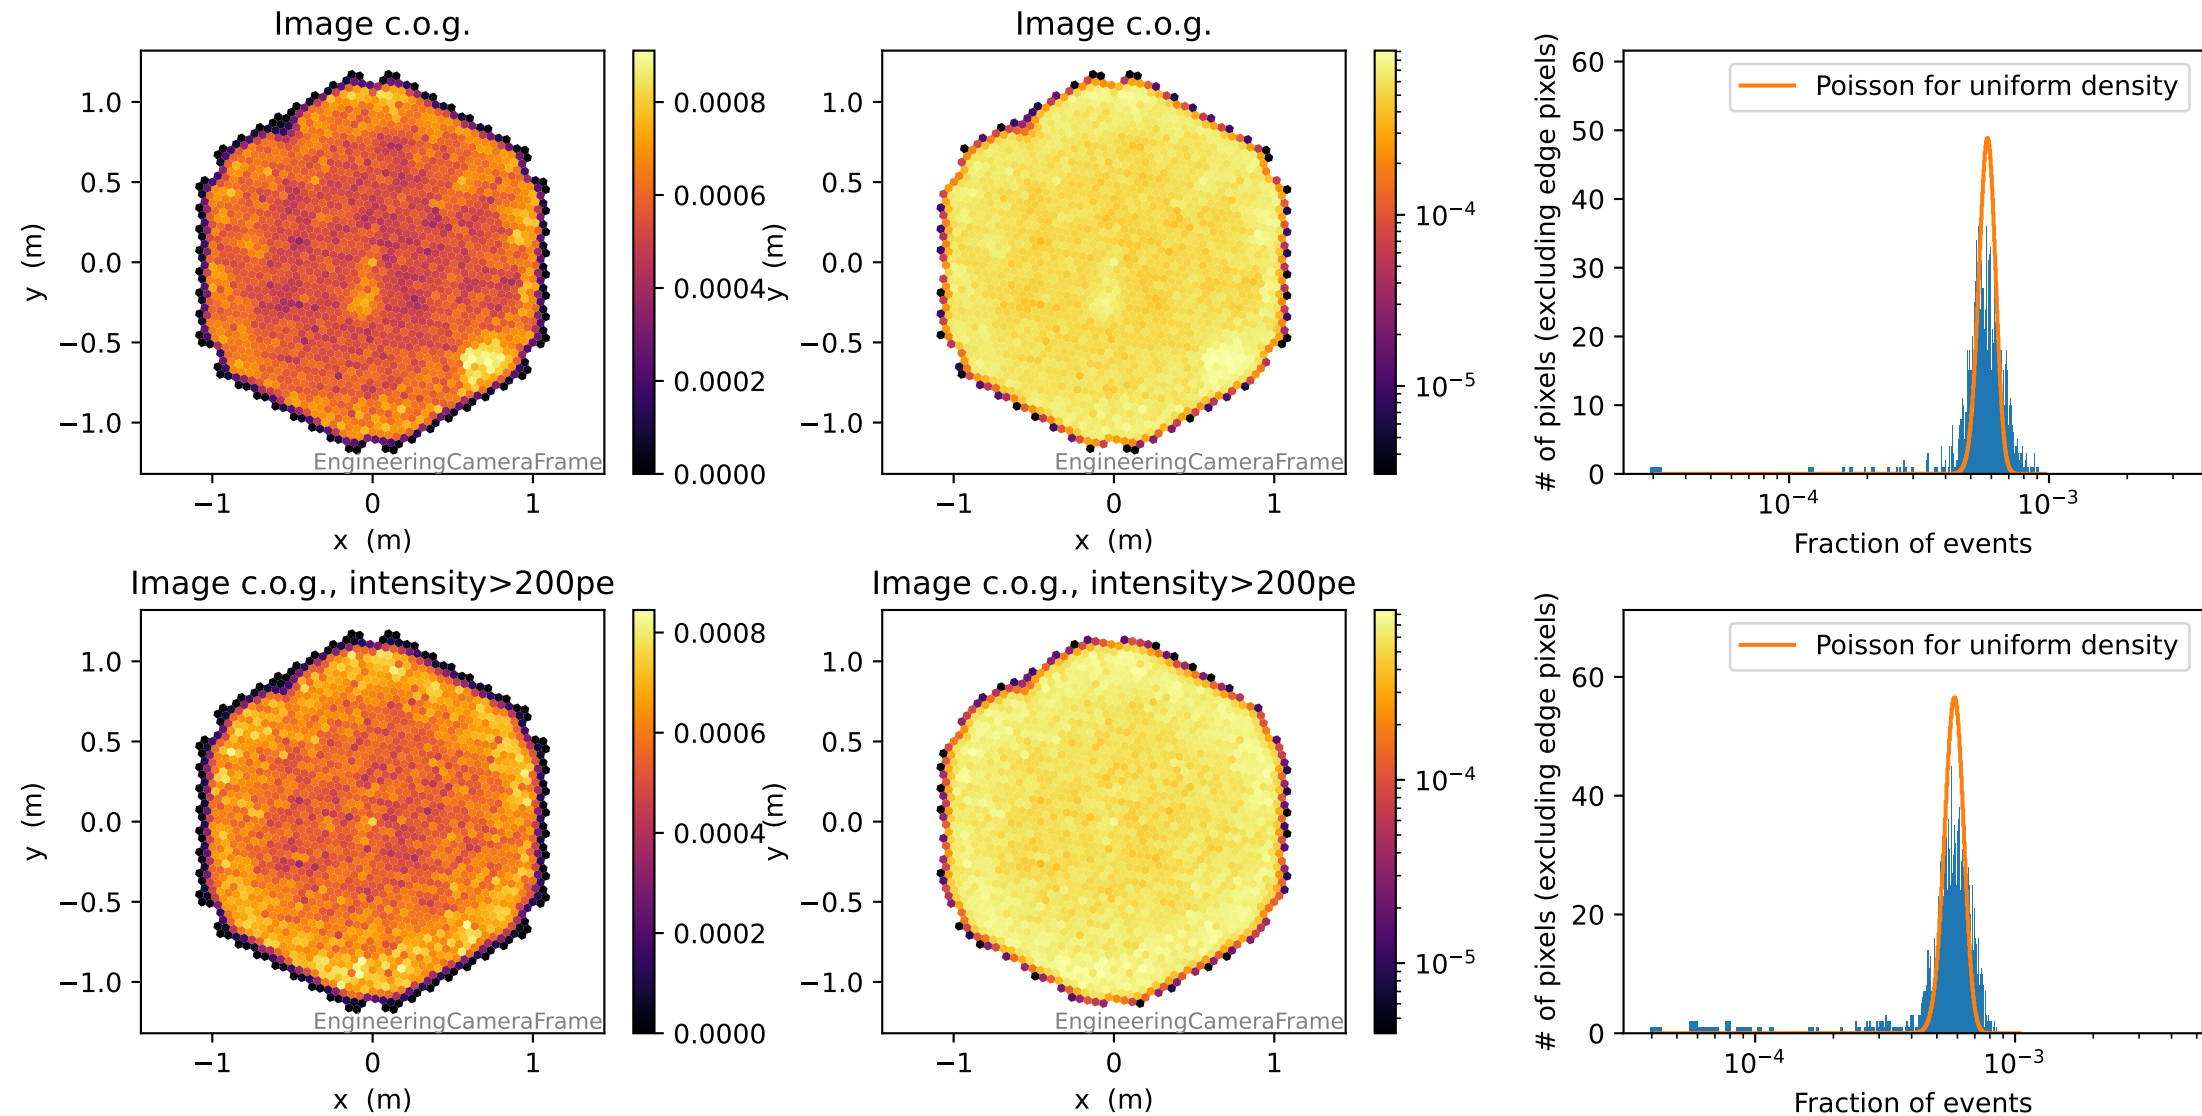 Image c.o.g.
1.0
0.5
0.0
−0.5
−1.0
y (m)
−1
0
1
x (m)
EngineeringCameraFrame
0.0008
0.0006
0.0004
0.0002
0.0000
Image c.o.g.
1.0
0.5
0.0
−0.5
−1.0
y (m)
−1
0
1
x (m)
EngineeringCameraFrame
10⁻⁴
10⁻⁵
Poisson for uniform density
60
50
40
30
20
10
0
# of pixels (excluding edge pixels)
10⁻⁴
10⁻³
Fraction of events
Image c.o.g., intensity>200pe
1.0
0.5
0.0
−0.5
−1.0
y (m)
−1
0
1
x (m)
EngineeringCameraFrame
0.0008
0.0006
0.0004
0.0002
0.0000
Image c.o.g., intensity>200pe
1.0
0.5
0.0
−0.5
−1.0
y (m)
−1
0
1
x (m)
EngineeringCameraFrame
10⁻⁴
10⁻⁵
Poisson for uniform density
60
40
20
0
# of pixels (excluding edge pixels)
10⁻⁴
10⁻³
Fraction of events